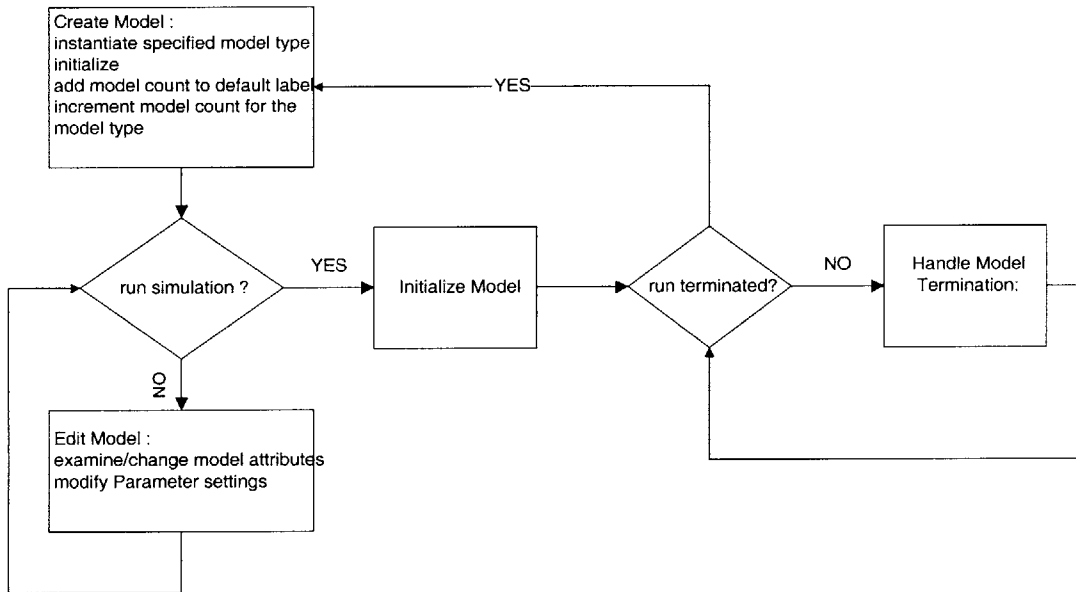 Create Model :
instantiate specified model type
initialize
add model count to default label
increment model count for the
model type
YES
run simulation ?
YES
Initialize Model
run terminated?
NO
Handle Model
Termination:
NO
Edit Model :
examine/change model attributes
modify Parameter settings